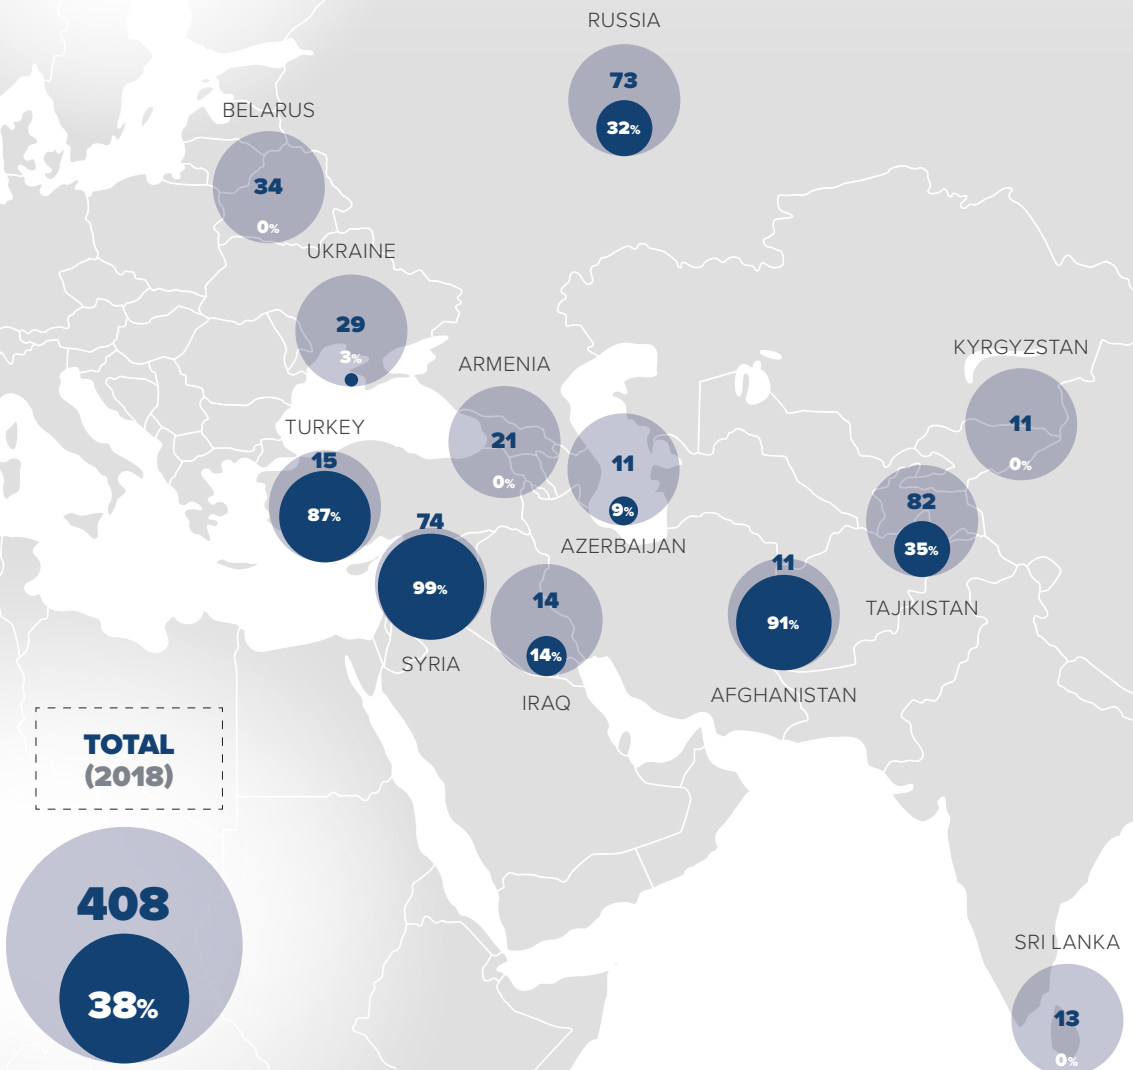 RUSSIA
73
32%
BELARUS
34
0%
UKRAINE
29
3%
ARMENIA
21
0%
KYRGYZSTAN
11
0%
TURKEY
15
87%
11
9%
AZERBAIJAN
82
35%
TAJIKISTAN
74
99%
SYRIA
14
14%
IRAQ
11
91%
AFGHANISTAN
TOTAL
(2018)
408
38%
SRI LANKA
13
0%